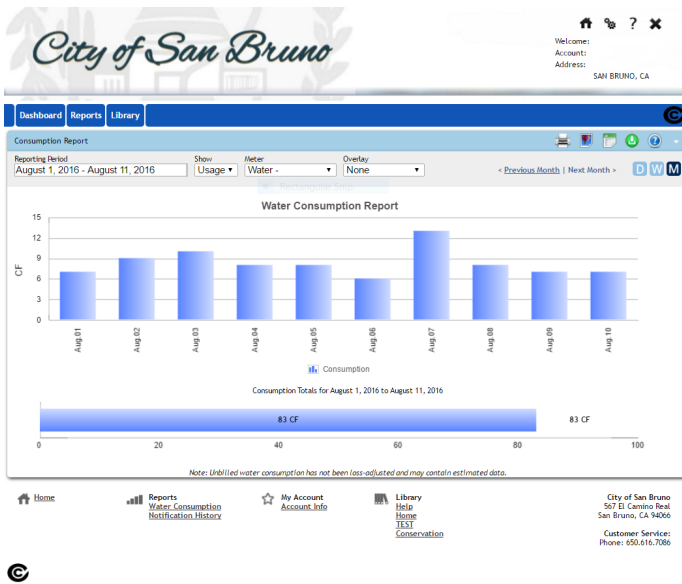 City of San Bruno
?
Welcome:
Account:
Address:
SAN BRUNO, CA
Dashboard Reports Library
Consumption Report
Reporting Period Show Meter Overlay
August 1, 2016 - August 11, 2016 Usage Water - None < Previous Month | Next Month > D W M
Rectangular Snip
Water Consumption Report
15
12
9
6
3
0
CF
Aug.01 Aug.02 Aug.03 Aug.04 Aug.05 Aug.06 Aug.07 Aug.08 Aug.09 Aug.10
Consumption
Consumption Totals for August 1, 2016 to August 11, 2016
83 CF 83 CF
0 20 40 60 80 100
Note: Unbilled water consumption has not been loss-adjusted and may contain estimated data.
Home
Reports
Water Consumption
Notification History
My Account
Account Info
Library
Help
Home
TEST
Conservation
City of San Bruno
567 El Camino Real
San Bruno, CA 94066
Customer Service:
Phone: 650.616.7086